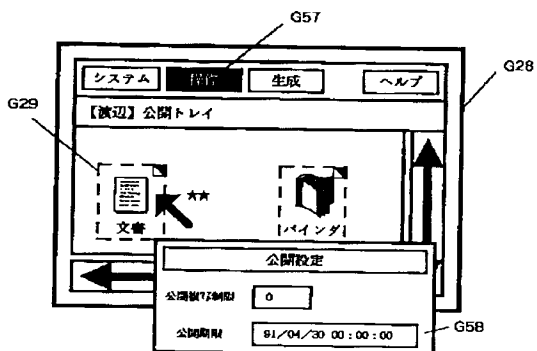 G57
システム 操作 生成 ヘルプ
G28
【渡辺】公開トレイ
G29
★★
文書
バインダ
公開設定
公開複写制限 0
公開期限 91/04/30 00:00:00
G58